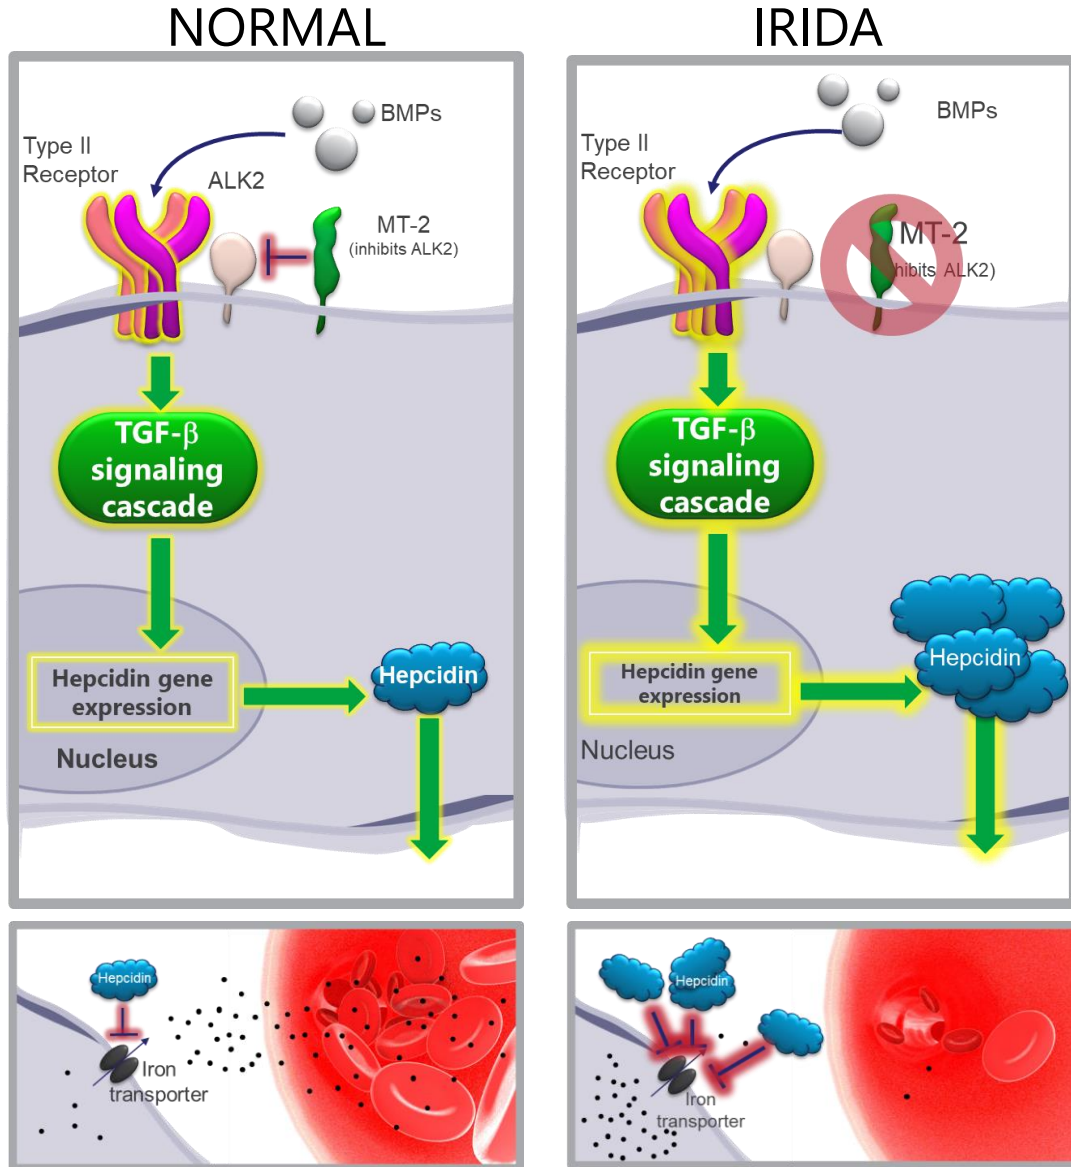 NORMAL
BMPs
Type II
Receptor
ALK2
MT-2
(inhibits ALK2)
TGF-β
signaling
cascade
Hepcidin gene
expression
Hepcidin
Nucleus
Hepcidin
Iron
transporter
IRIDA
BMPs
Type II
Receptor
MT-2
hibits ALK2)
TGF-β
signaling
cascade
Hepcidin gene
expression
Hepcidin
Nucleus
Hepcidin
Iron
transporter